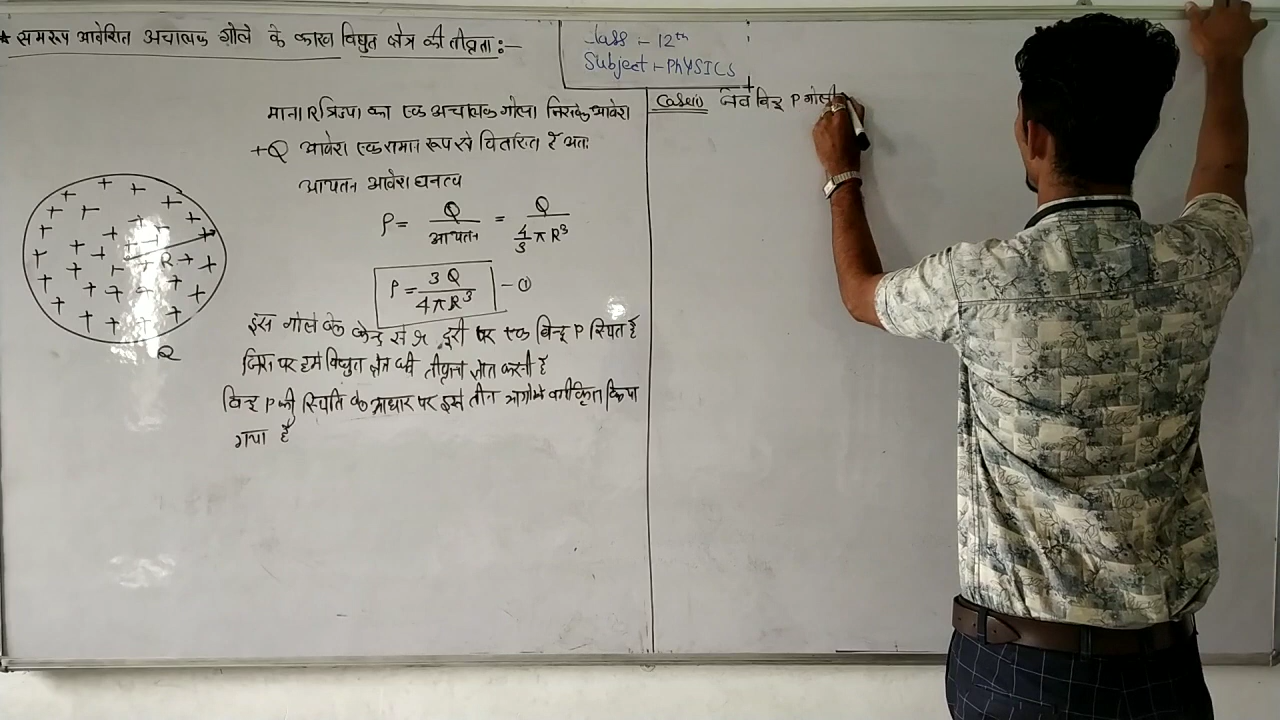 * समरूप आवेशित अचालक गोले के कारण विद्युत क्षेत्र की तीव्रता :-
Class :- 12th
Subject :- PHYSICS
माना R त्रिज्या का एक अचालक गोला जिसके आवेश
+Q आवेश एकसमान रूप से वितरित है अतः
आयतन आवेश घनत्व
ρ = Q/आयतन = Q/(4/3 π R³)
ρ = 3Q/(4πR³) - ①
इस गोले के केन्द्र से r दूरी पर एक बिन्दु P स्थित है
जिस पर हमे विद्युत क्षेत्र की तीव्रता ज्ञात करनी है
बिन्दु P की स्थिति के आधार पर इसे तीन भागोमे वर्गीकृत किया
गया है
R
Case(i) जब बिन्दु P गोले